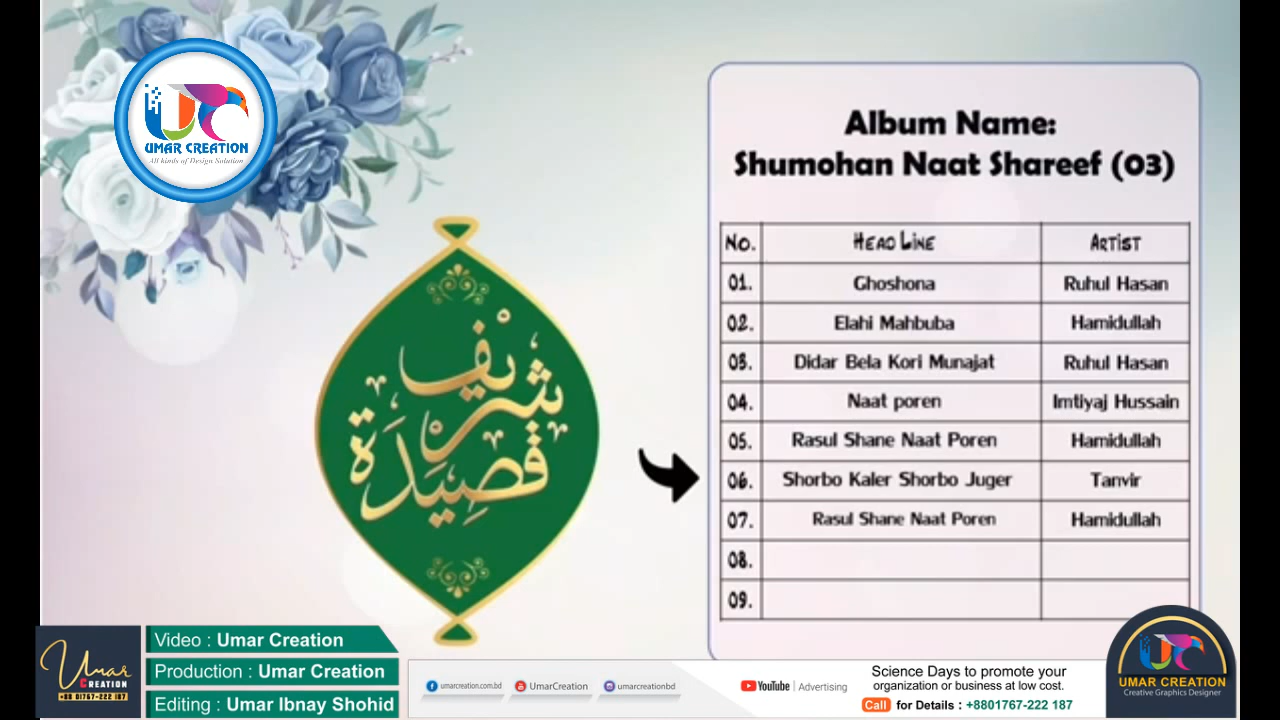 UC
UMAR CREATION
All kinds of Design Solution
Album Name:
Shumohan Naat Shareef (03)
No. Head Line Artist
01. Ghoshona Ruhul Hasan
02. Elahi Mahbuba Hamidullah
03. Didar Bela Kori Munajat Ruhul Hasan
04. Naat poren Imtiyaj Hussain
05. Rasul Shane Naat Poren Hamidullah
06. Shorbo Kaler Shorbo Juger Tanvir
07. Rasul Shane Naat Poren Hamidullah
08.
09.
قَصِيدَة شريف
Umar
CREATION
+88 01767-222 187
Video : Umar Creation
Production : Umar Creation
Editing : Umar Ibnay Shohid
umarcreation.com.bd UmarCreation umarcreationbd
YouTube | Advertising
Science Days to promote your
organization or business at low cost.
Call for Details : +8801767-222 187
UC
UMAR CREATION
Creative Graphics Designer